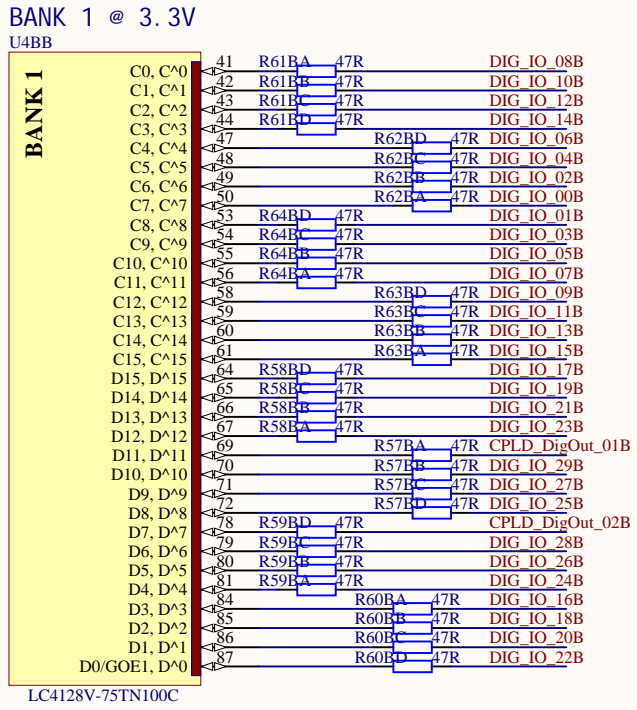 BANK 1 @ 3.3V
U4BB
BANK 1
C0, C^0 41 R61BA 47R DIG_IO_08B
C1, C^1 42 R61BB 47R DIG_IO_10B
C2, C^2 43 R61BC 47R DIG_IO_12B
C3, C^3 44 R61BD 47R DIG_IO_14B
C4, C^4 47 R62BD 47R DIG_IO_06B
C5, C^5 48 R62BC 47R DIG_IO_04B
C6, C^6 49 R62BB 47R DIG_IO_02B
C7, C^7 50 R62BA 47R DIG_IO_00B
C8, C^8 53 R64BD 47R DIG_IO_01B
C9, C^9 54 R64BC 47R DIG_IO_03B
C10, C^10 55 R64BB 47R DIG_IO_05B
C11, C^11 56 R64BA 47R DIG_IO_07B
C12, C^12 58 R63BD 47R DIG_IO_09B
C13, C^13 59 R63BC 47R DIG_IO_11B
C14, C^14 60 R63BB 47R DIG_IO_13B
C15, C^15 61 R63BA 47R DIG_IO_15B
D15, D^15 64 R58BD 47R DIG_IO_17B
D14, D^14 65 R58BC 47R DIG_IO_19B
D13, D^13 66 R58BB 47R DIG_IO_21B
D12, D^12 67 R58BA 47R DIG_IO_23B
D11, D^11 69 R57BA 47R CPLD_DigOut_01B
D10, D^10 70 R57BB 47R DIG_IO_29B
D9, D^9 71 R57BC 47R DIG_IO_27B
D8, D^8 72 R57BD 47R DIG_IO_25B
D7, D^7 78 R59BD 47R CPLD_DigOut_02B
D6, D^6 79 R59BC 47R DIG_IO_28B
D5, D^5 80 R59BB 47R DIG_IO_26B
D4, D^4 81 R59BA 47R DIG_IO_24B
D3, D^3 84 R60BA 47R DIG_IO_16B
D2, D^2 85 R60BB 47R DIG_IO_18B
D1, D^1 86 R60BC 47R DIG_IO_20B
D0/GOE1, D^0 87 R60BD 47R DIG_IO_22B
LC4128V-75TN100C